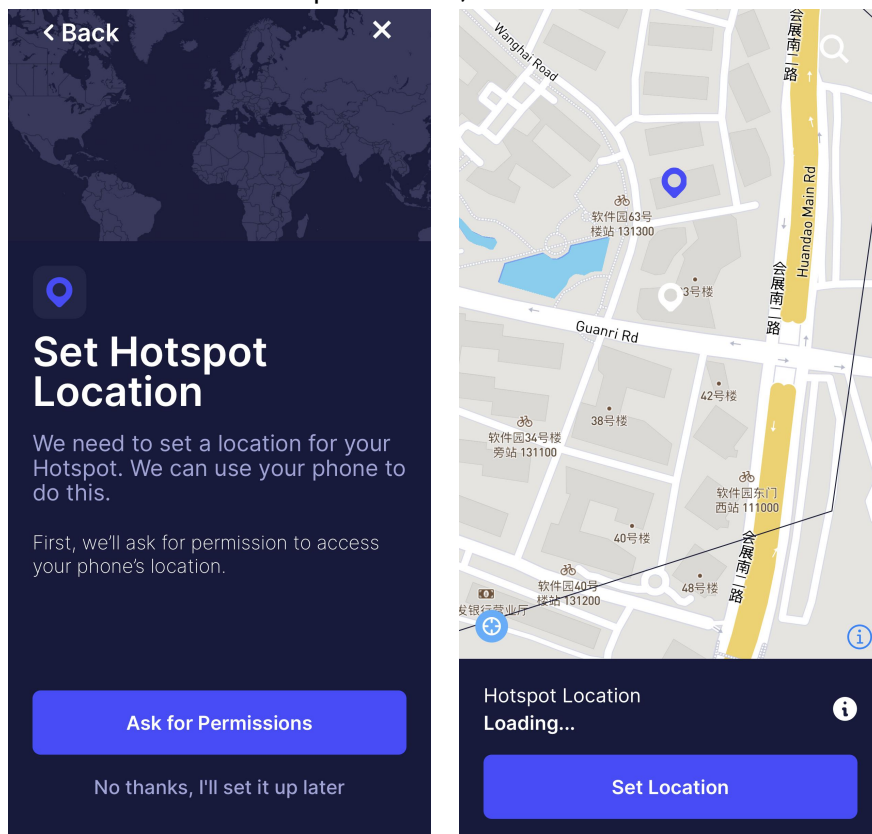 Back
Set Hotspot
Location
We need to set a location for your
Hotspot. We can use your phone to
do this.
First, we'll ask for permission to access
your phone's location.
Ask for Permissions
No thanks, I'll set it up later
会展南二路
Wanghai Road
Huandao Main Rd
软件园63号
楼站 131300
3号楼
会展南二路
Guanri Rd
42号楼
38号楼
软件园34号楼
旁站 131100
软件园东门
西站 111000
40号楼
会展南二路
软件园40号
楼站 131200
48号楼
发银行营业厅
Hotspot Location
Loading...
Set Location